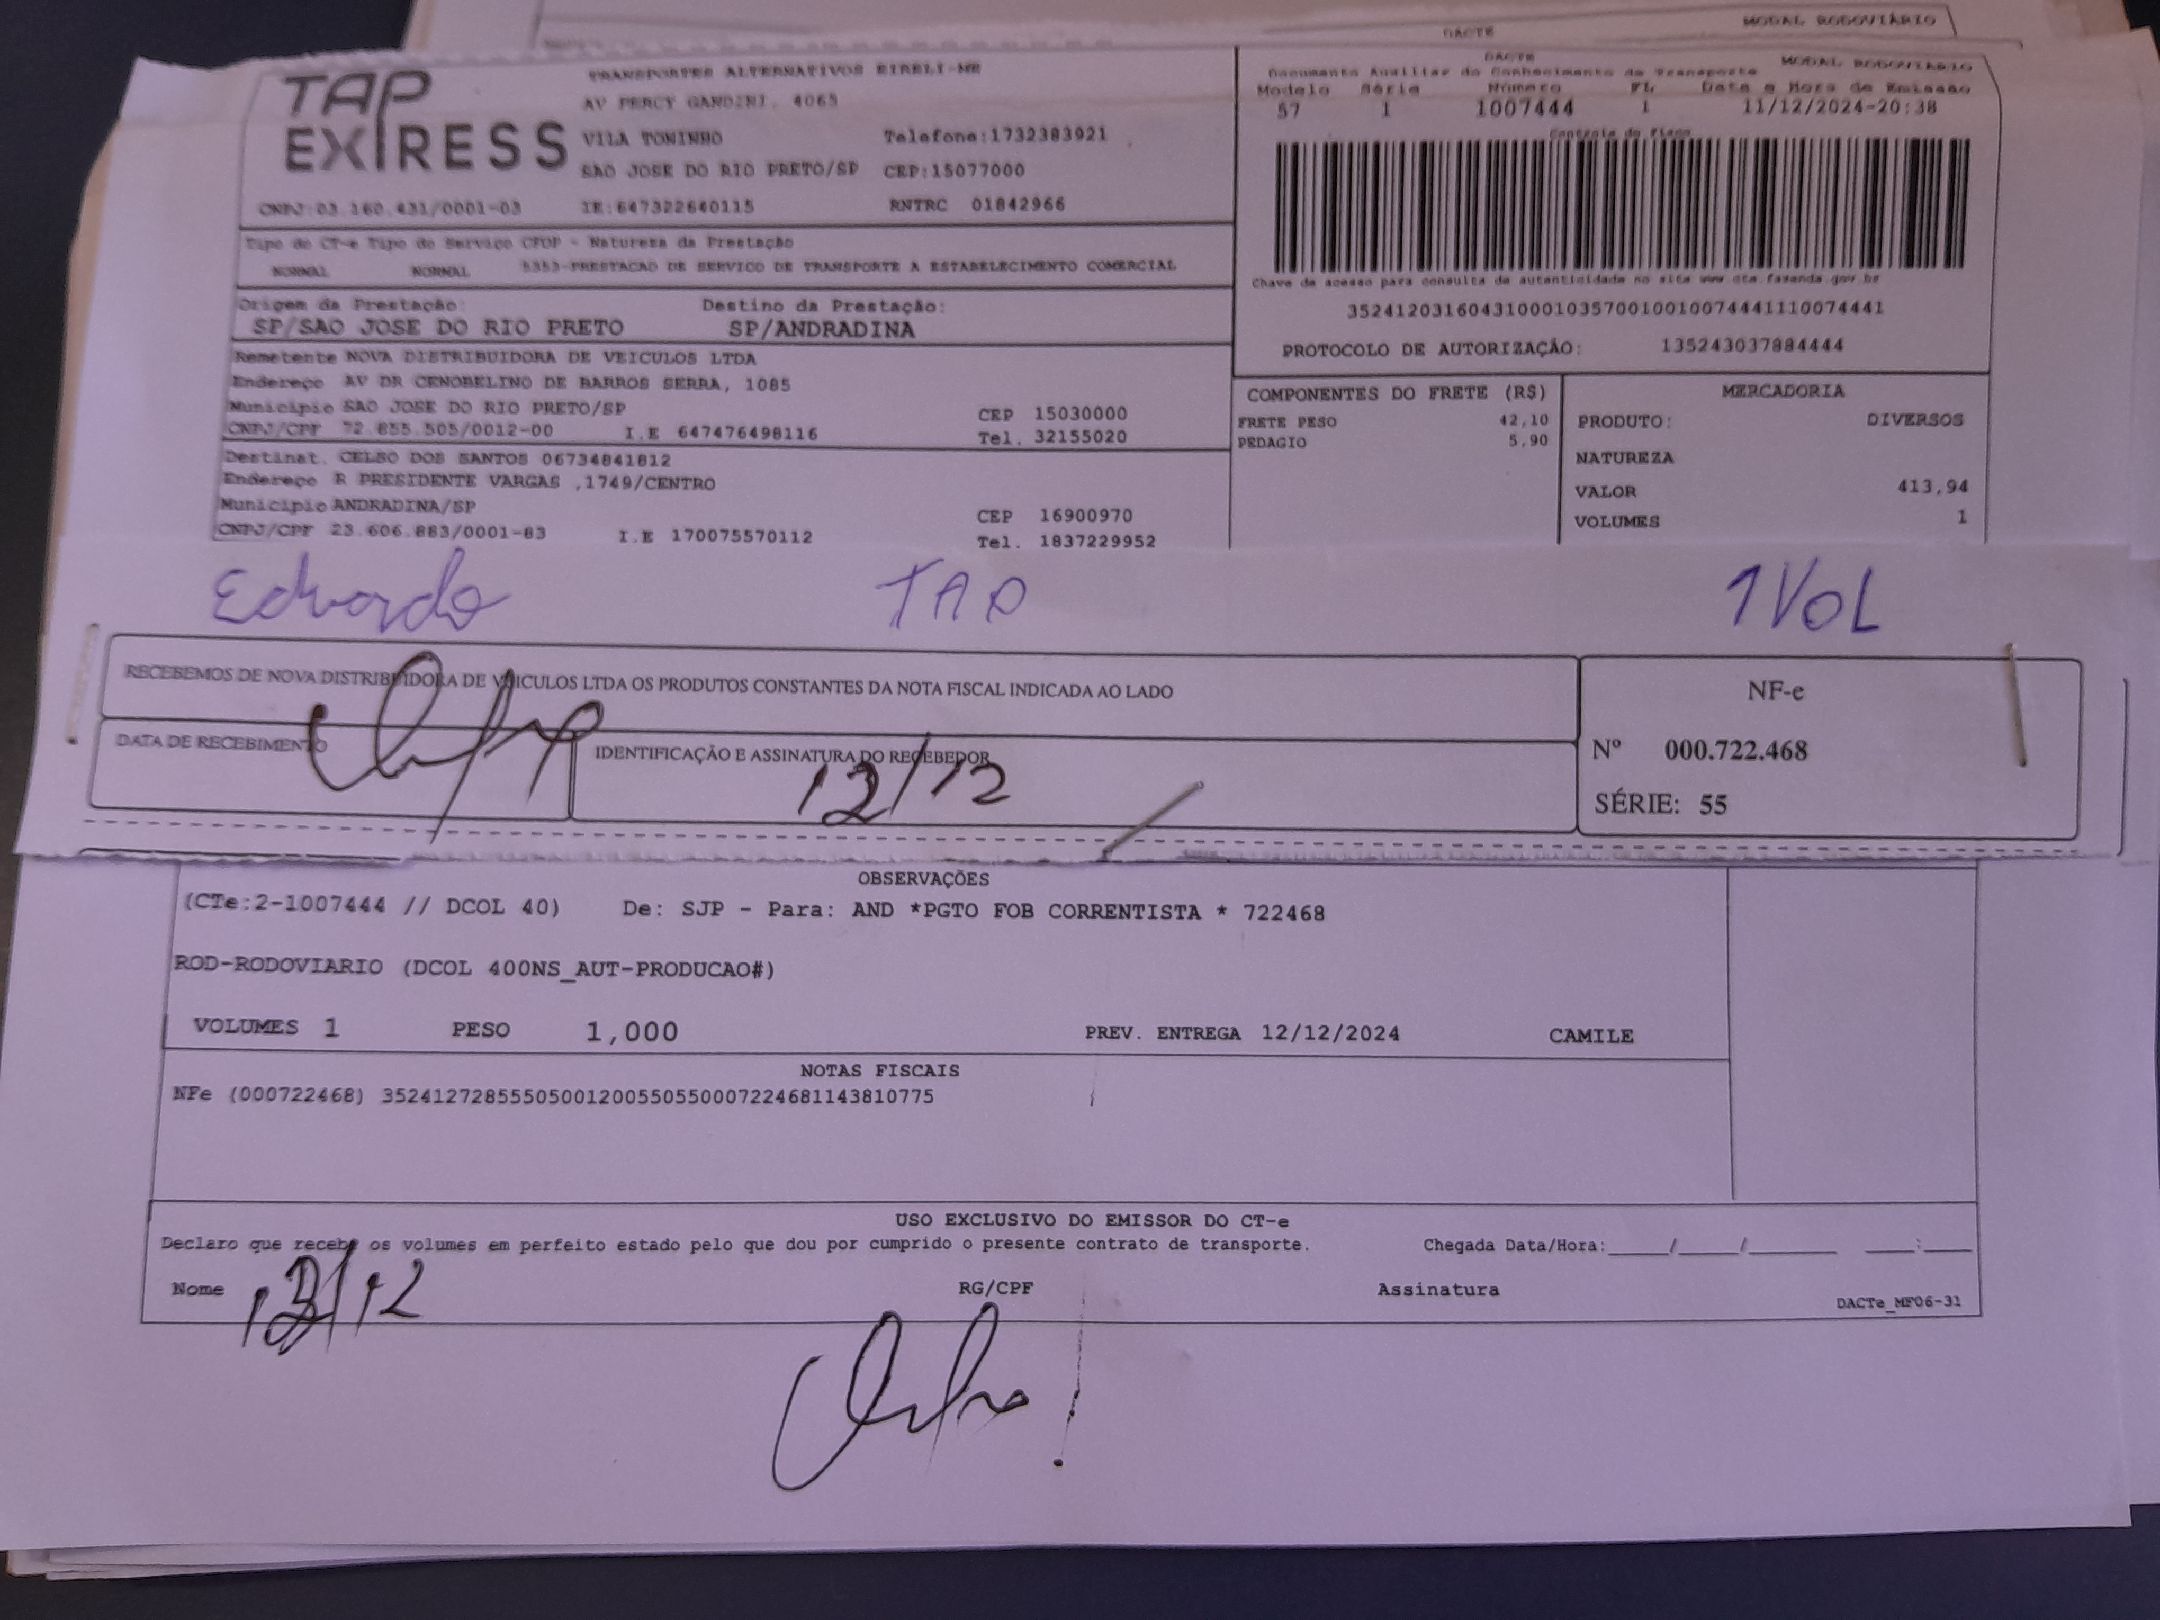 DACTE
MODAL RODOVIÁRIO
TAP EXPRESS
TRANSPORTES ALTERNATIVOS EIRELI-ME
AV PERCY GANDINI, 4065
VILA TONINHO Telefone:1732383921
SAO JOSE DO RIO PRETO/SP CEP:15077000
CNPJ:03.160.431/0001-03 IE:647322640115 RNTRC 01842966
DACTE MODAL RODOVIÁRIO
Documento Auxiliar do Conhecimento de Transporte
Modelo Série Número FL Data e Hora de Emissão
57 1 1007444 1 11/12/2024-20:38
Controle do Fisco
Chave de acesso para consulta de autenticidade no site www.cte.fazenda.gov.br
35241203160431000103570010010074441110074441
PROTOCOLO DE AUTORIZAÇÃO: 135243037884444
Tipo do CT-e Tipo do Serviço CFOP - Natureza da Prestação
NORMAL NORMAL 5353-PRESTACAO DE SERVICO DE TRANSPORTE A ESTABELECIMENTO COMERCIAL
Origem da Prestação: Destino da Prestação:
SP/SAO JOSE DO RIO PRETO SP/ANDRADINA
Remetente NOVA DISTRIBUIDORA DE VEICULOS LTDA
Endereço AV DR CENOBELINO DE BARROS SERRA, 1085
Município SAO JOSE DO RIO PRETO/SP CEP 15030000
CNPJ/CPF 72.855.505/0012-00 I.E 647476498116 Tel. 32155020
Destinat. CELSO DOS SANTOS 06734841812
Endereço R PRESIDENTE VARGAS ,1749/CENTRO
Município ANDRADINA/SP CEP 16900970
CNPJ/CPF 23.606.883/0001-83 I.E 170075570112 Tel. 1837229952
COMPONENTES DO FRETE (R$)
FRETE PESO 42,10
PEDAGIO 5,90
MERCADORIA
PRODUTO: DIVERSOS
NATUREZA
VALOR 413,94
VOLUMES 1
Eduardo TAP 1 VOL
RECEBEMOS DE NOVA DISTRIBUIDORA DE VEICULOS LTDA OS PRODUTOS CONSTANTES DA NOTA FISCAL INDICADA AO LADO
DATA DE RECEBIMENTO IDENTIFICAÇÃO E ASSINATURA DO RECEBEDOR
12/12
NF-e
Nº 000.722.468
SÉRIE: 55
OBSERVAÇÕES
(CTe:2-1007444 // DCOL 40) De: SJP - Para: AND *PGTO FOB CORRENTISTA * 722468
ROD-RODOVIARIO (DCOL 400NS_AUT-PRODUCAO#)
VOLUMES 1 PESO 1,000 PREV. ENTREGA 12/12/2024 CAMILE
NOTAS FISCAIS
NFe (000722468) 35241272855505001200550550007224681143810775
USO EXCLUSIVO DO EMISSOR DO CT-e
Declaro que recebi os volumes em perfeito estado pelo que dou por cumprido o presente contrato de transporte. Chegada Data/Hora:____/____/______ ___:___
Nome 12/12 RG/CPF Assinatura
DACTe_MF06-31